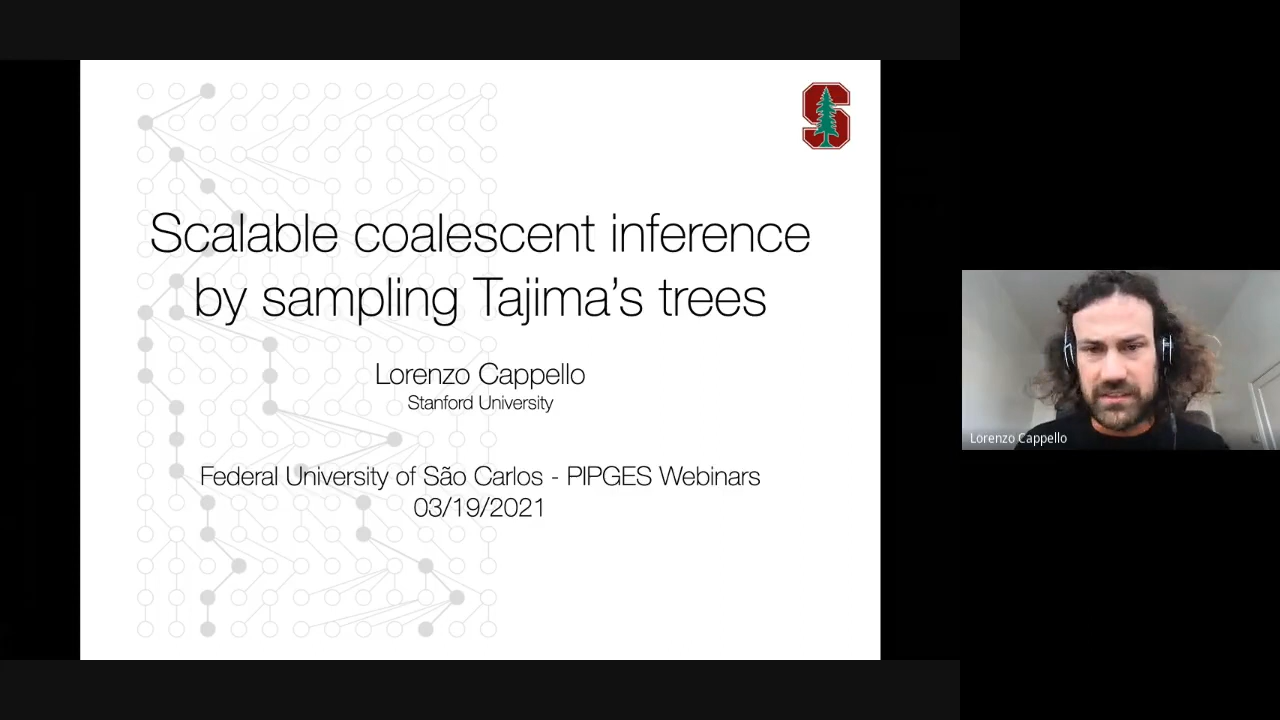 Scalable coalescent inference
by sampling Tajima's trees
Lorenzo Cappello
Stanford University
Federal University of São Carlos - PIPGES Webinars
03/19/2021
Lorenzo Cappello